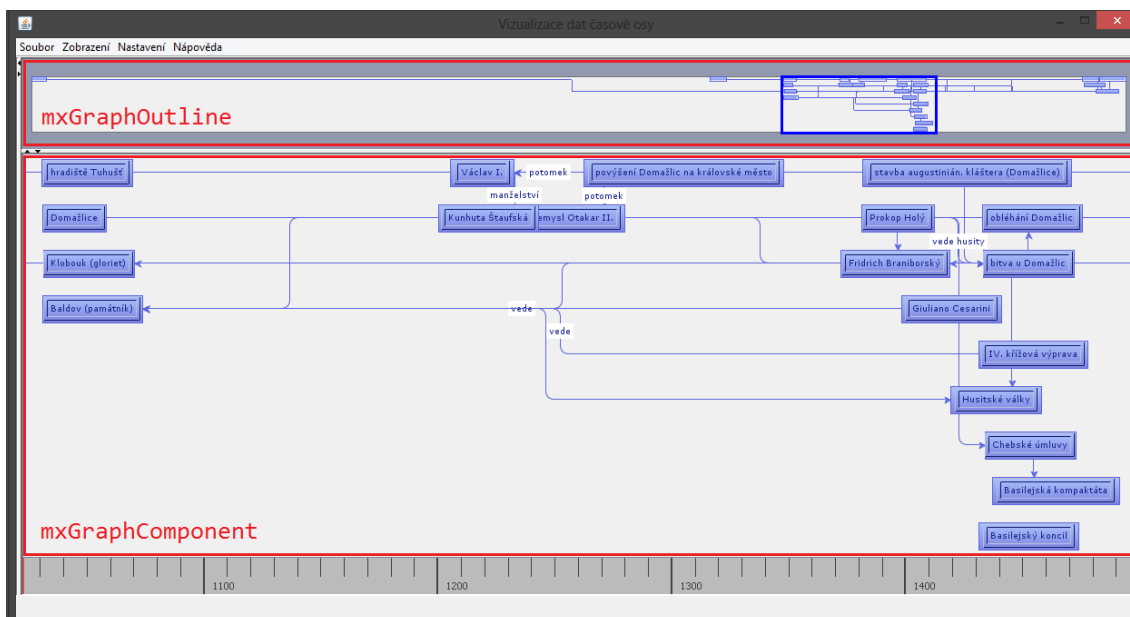 Vizualizace dat časové osy
Soubor Zobrazení Nastavení Nápověda
mxGraphOutline
hradiště Tuhušť
Václav I.
potomek
povýšení Domažlic na královské město
stavba augustinián. kláštera (Domažlice)
manželství
potomek
Domažlice
Kunhuta Štaufská
emysl Otakar II.
Prokop Holý
obléhání Domažlic
vede husity
Klobouk (gloriet)
Fridrich Braniborský
bitva u Domažlic
Baldov (památník)
vede
Giuliano Cesarini
vede
IV. křížová výprava
Husitské války
Chebské úmluvy
Basilejská kompaktáta
mxGraphComponent
Basilejský koncil
1100
1200
1300
1400